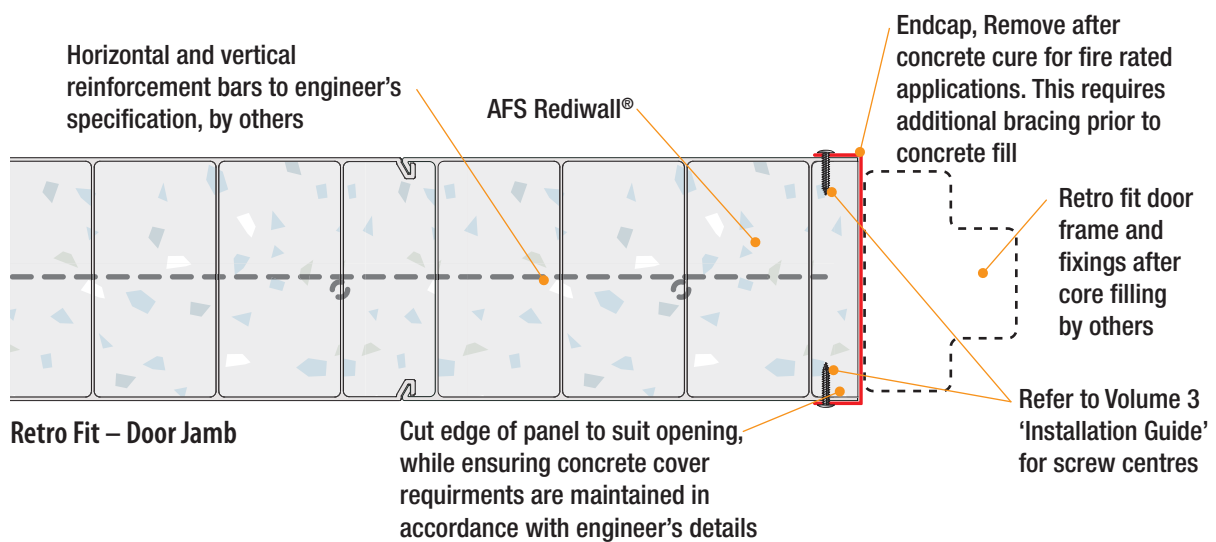 Horizontal and vertical
reinforcement bars to engineer's
specification, by others
AFS Rediwall®
Endcap, Remove after
concrete cure for fire rated
applications. This requires
additional bracing prior to
concrete fill
Retro fit door
frame and
fixings after
core filling
by others
Refer to Volume 3
'Installation Guide'
for screw centres
Retro Fit – Door Jamb
Cut edge of panel to suit opening,
while ensuring concrete cover
requirments are maintained in
accordance with engineer's details